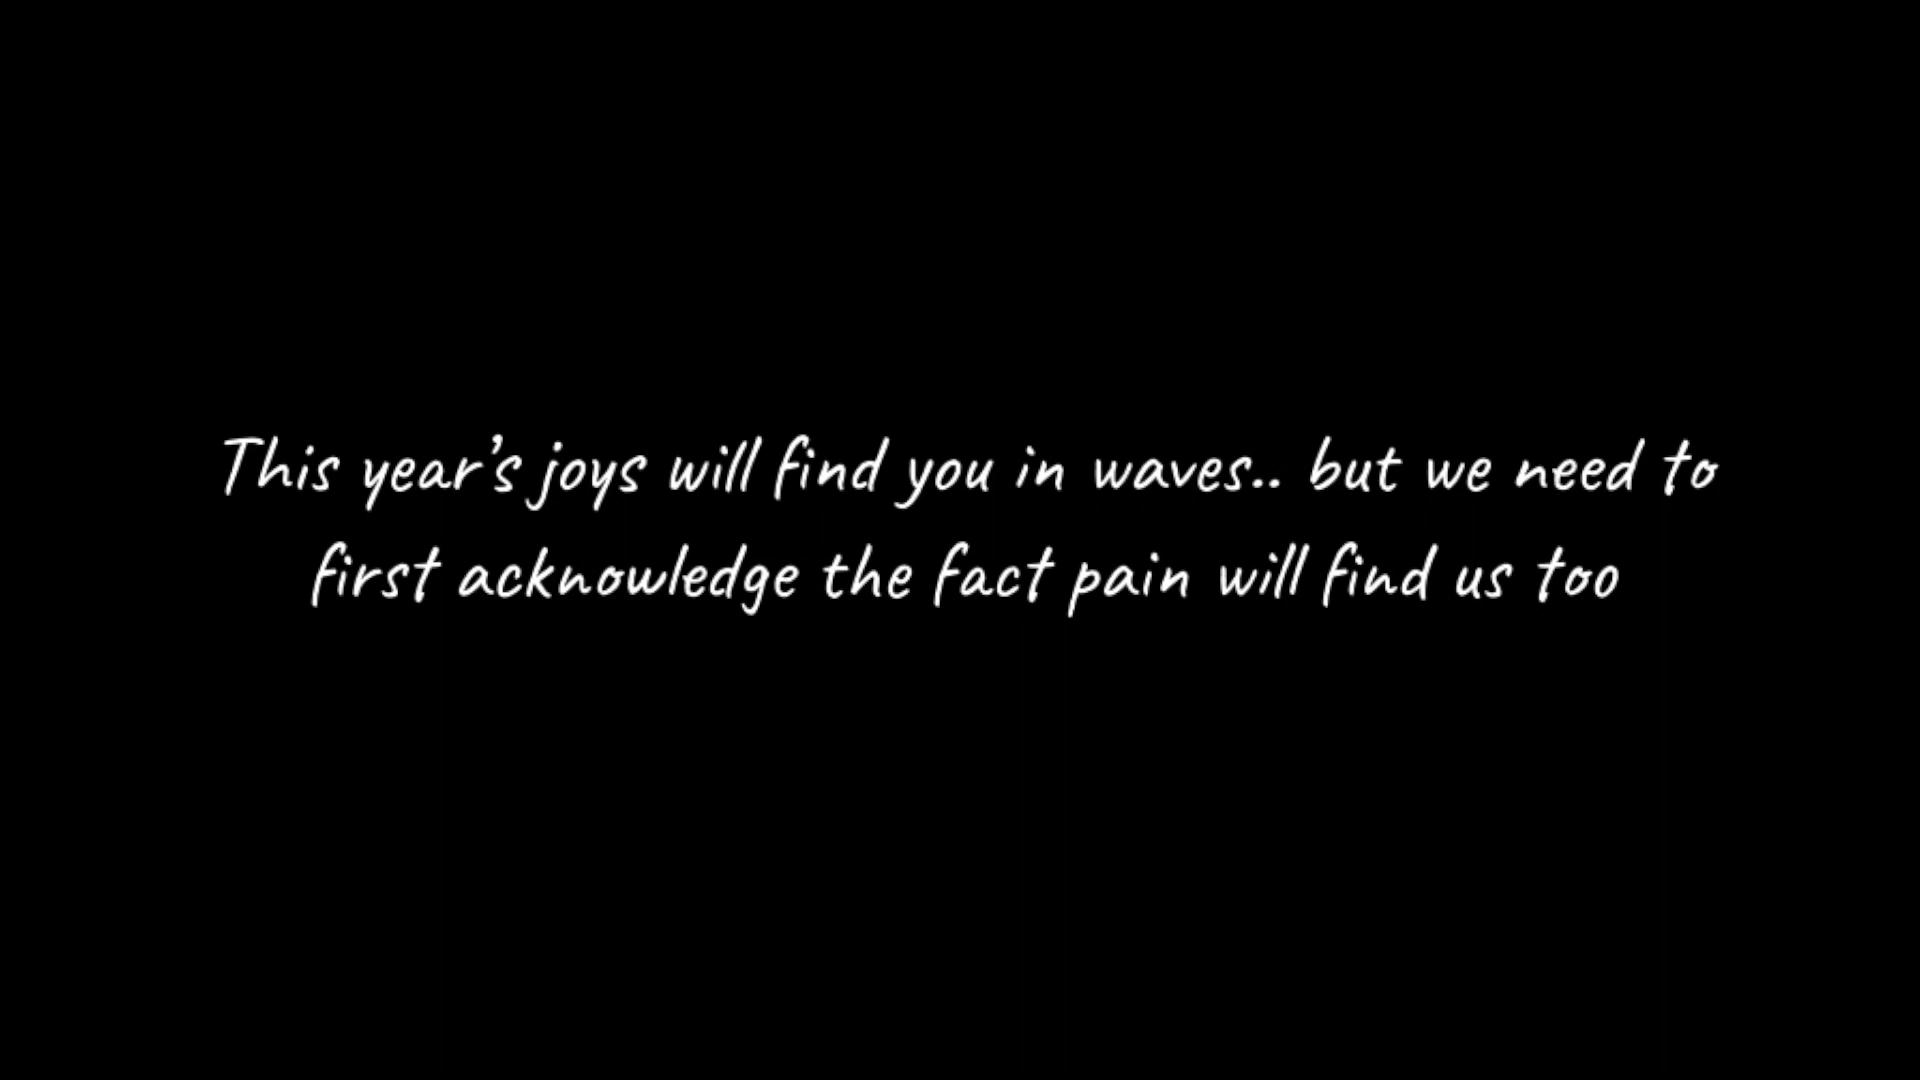 This year’s joys will find you in waves.. but we need to
first acknowledge the fact pain will find us too